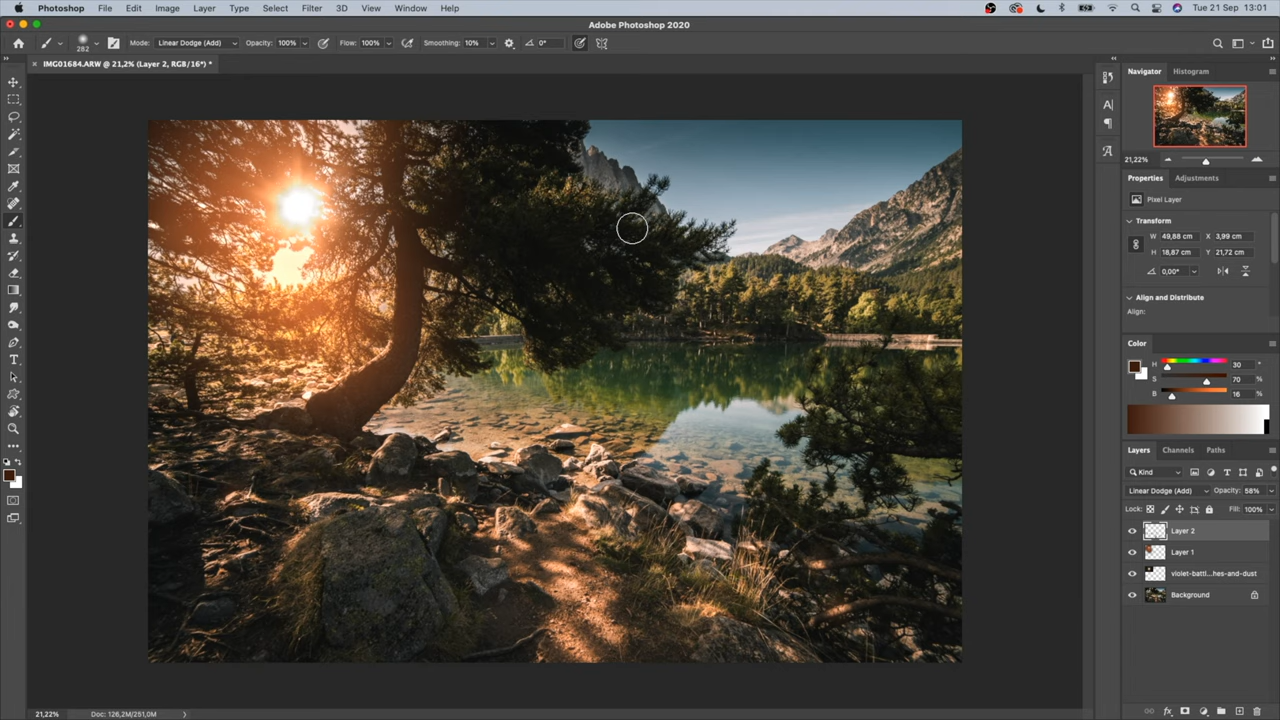 Photoshop File Edit Image Layer Type Select Filter 3D View Window Help Tue 21 Sep 13:01
Adobe Photoshop 2020
282 Mode: Linear Dodge (Add) Opacity: 100% Flow: 100% Smoothing: 10% 0°
IMG01684.ARW @ 21,2% (Layer 2, RGB/16*) *
Navigator Histogram
21,22%
Properties Adjustments
Pixel Layer
Transform
W 49,88 cm X 3,99 cm
H 18,87 cm Y 21,72 cm
0,00°
Align and Distribute
Align:
Color
H 30 °
S 70 %
B 16 %
Layers Channels Paths
Kind
Linear Dodge (Add) Opacity: 58%
Lock: Fill: 100%
Layer 2
Layer 1
violet-battl...hes-and-dust
Background
21,22% Doc: 126,2M/251,0M